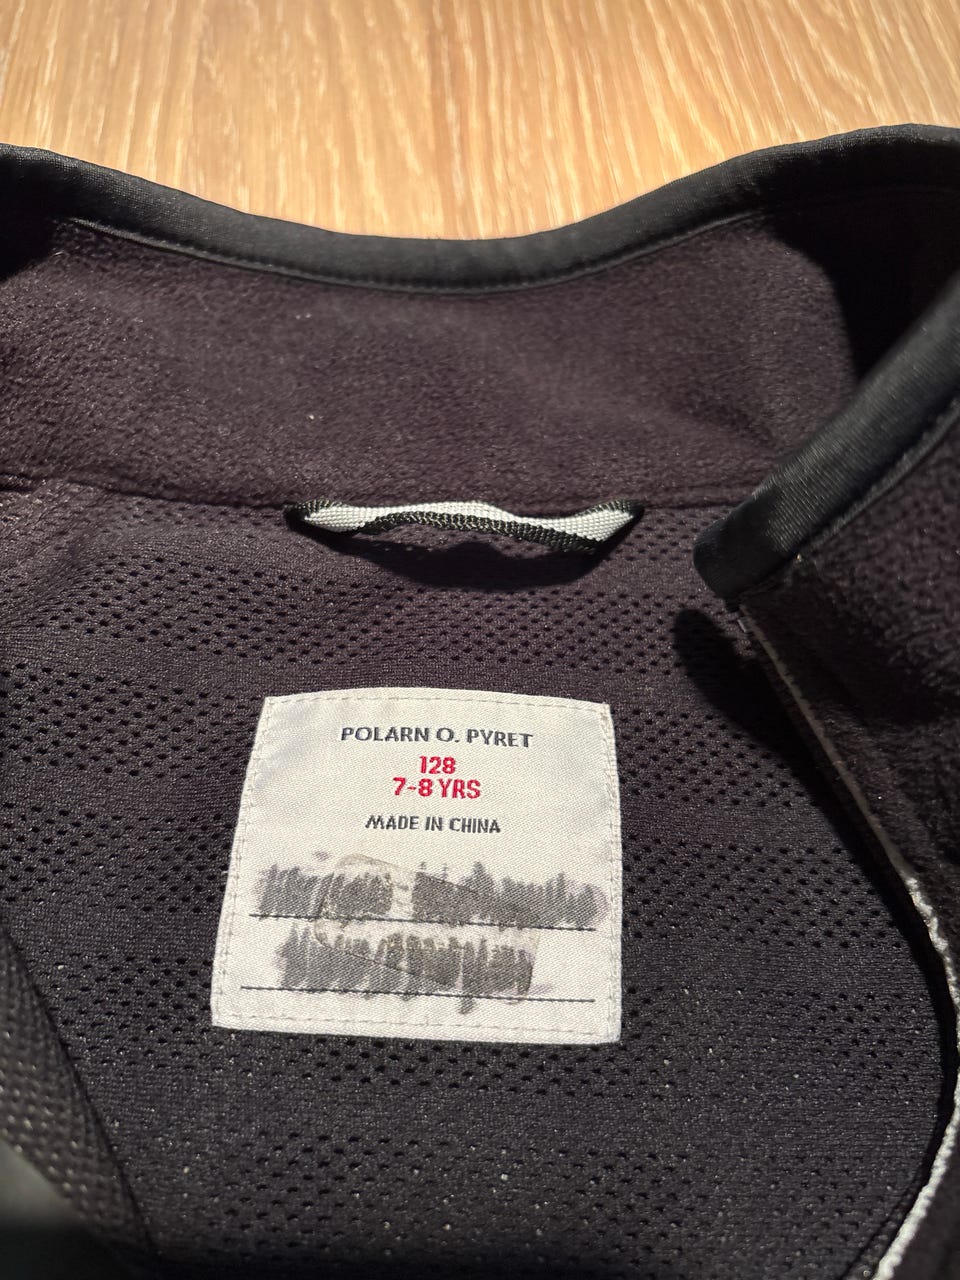 POLARN O. PYRET
128
7-8 YRS
MADE IN CHINA